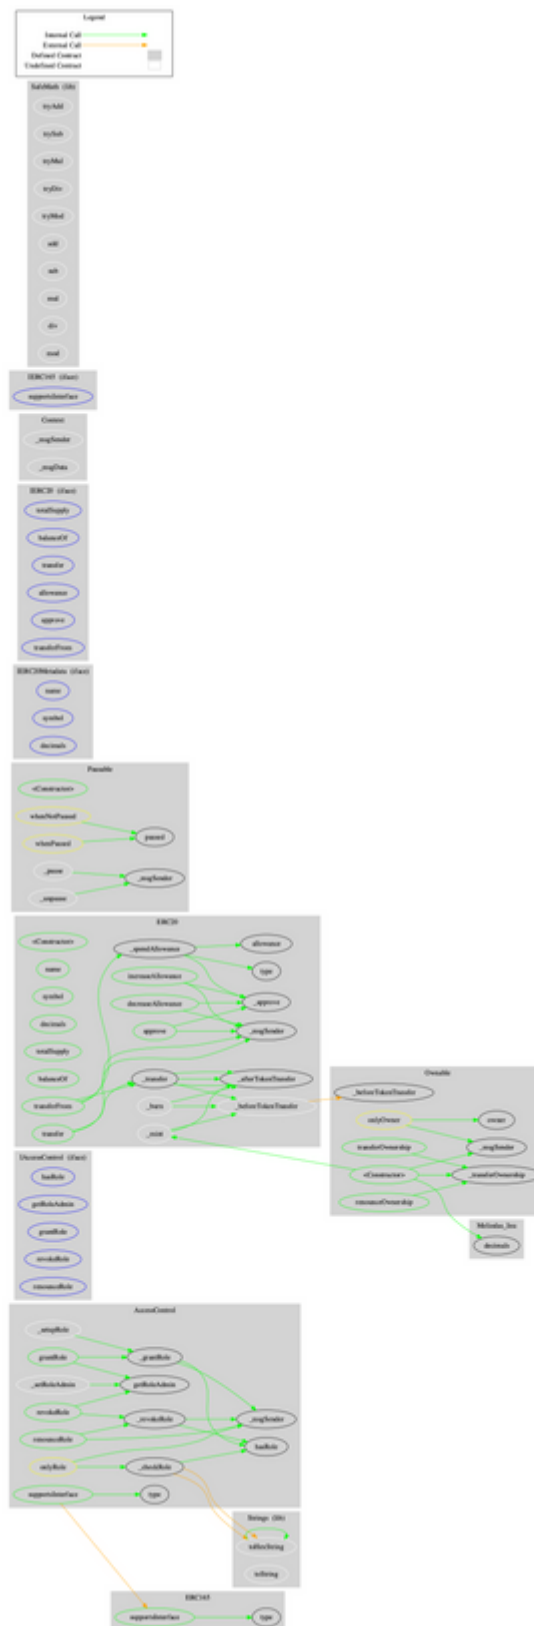 Legend
Internal Call
External Call
Defined Contract
Undefined Contract
SafeMath (lib)
tryAdd
trySub
tryMul
tryDiv
tryMod
add
sub
mul
div
mod
IERC165 (iface)
supportsInterface
Context
_msgSender
_msgData
IERC20 (iface)
totalSupply
balanceOf
transfer
allowance
approve
transferFrom
IERC20Metadata (iface)
name
symbol
decimals
Pausable
<Constructor>
whenNotPaused
whenPaused
paused
_pause
_unpause
_msgSender
ERC20
<Constructor>
name
symbol
decimals
totalSupply
balanceOf
transferFrom
transfer
_spendAllowance
increaseAllowance
decreaseAllowance
approve
_transfer
_burn
_mint
allowance
type
_approve
_msgSender
_afterTokenTransfer
_beforeTokenTransfer
Ownable
_beforeTokenTransfer
onlyOwner
transferOwnership
<Constructor>
renounceOwnership
owner
_msgSender
_transferOwnership
decimals
IAccessControl (iface)
hasRole
getRoleAdmin
grantRole
revokeRole
renounceRole
AccessControl
_setupRole
grantRole
_setRoleAdmin
revokeRole
renounceRole
onlyRole
supportsInterface
_grantRole
getRoleAdmin
_revokeRole
_checkRole
type
_msgSender
hasRole
Strings (lib)
toHexString
toString
ERC165
supportsInterface
type